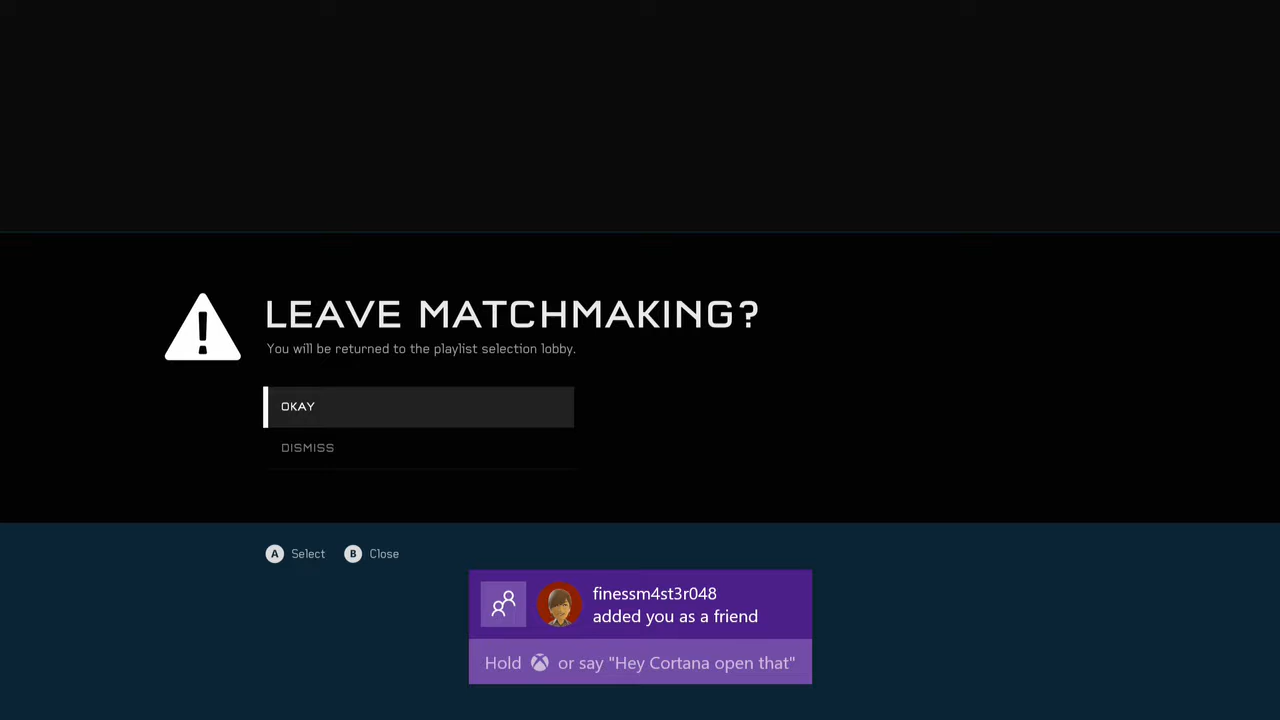 LEAVE MATCHMAKING?
You will be returned to the playlist selection lobby.
OKAY
DISMISS
A Select B Close
finessm4st3r048
added you as a friend
Hold or say "Hey Cortana open that"